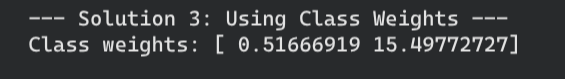 --- Solution 3: Using Class Weights ---
Class weights: [ 0.51666919 15.49772727]